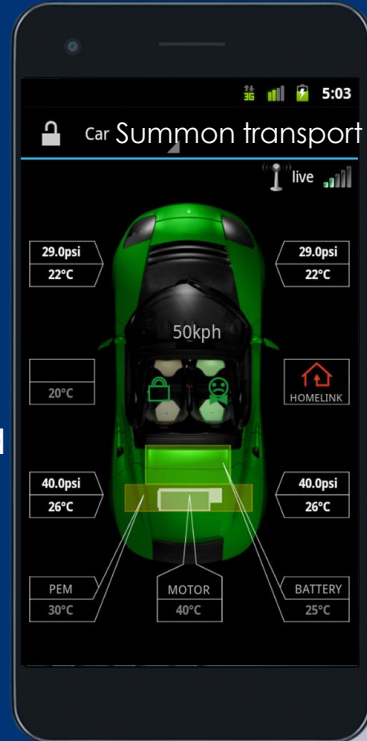 3G 5:03
Car Summon transport
live
29.0psi 29.0psi
22°C 22°C
50kph
20°C HOMELINK
40.0psi 40.0psi
26°C 26°C
PEM MOTOR BATTERY
30°C 40°C 25°C